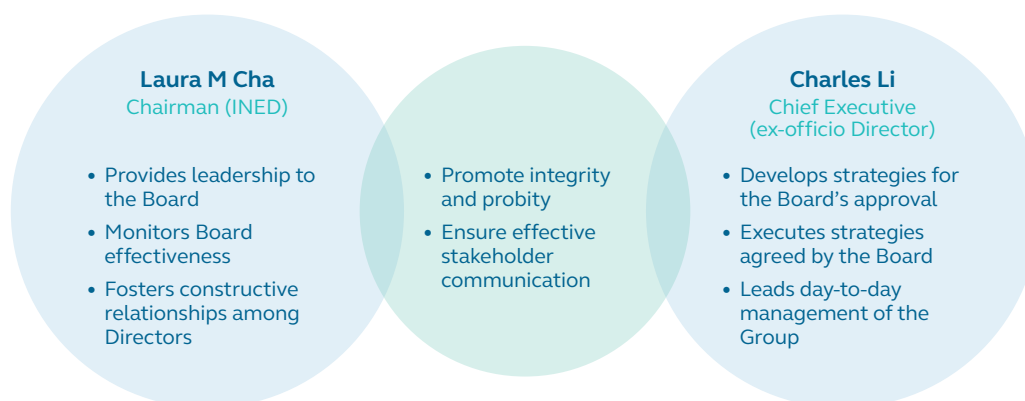 Laura M Cha
Chairman (INED)
• Provides leadership to
the Board
• Monitors Board
effectiveness
• Fosters constructive
relationships among
Directors
• Promote integrity
and probity
• Ensure effective
stakeholder
communication
Charles Li
Chief Executive
(ex-officio Director)
• Develops strategies for
the Board’s approval
• Executes strategies
agreed by the Board
• Leads day-to-day
management of the
Group